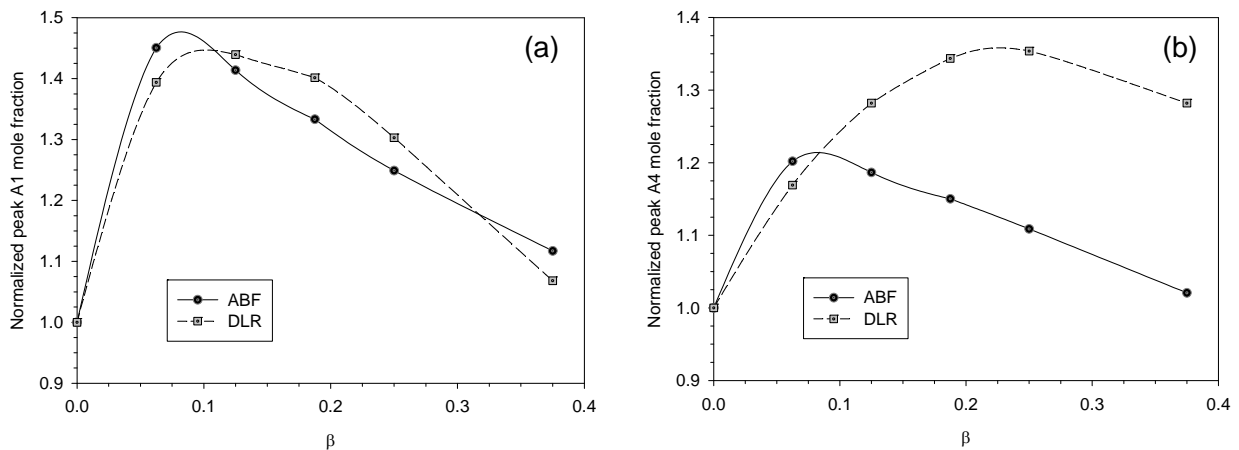 (a)
Normalized peak A1 mole fraction
1.5
1.4
1.3
1.2
1.1
1.0
0.9
ABF
DLR
0.0 0.1 0.2 0.3 0.4
β
(b)
Normalized peak A4 mole fraction
1.4
1.3
1.2
1.1
1.0
0.9
ABF
DLR
0.0 0.1 0.2 0.3 0.4
β